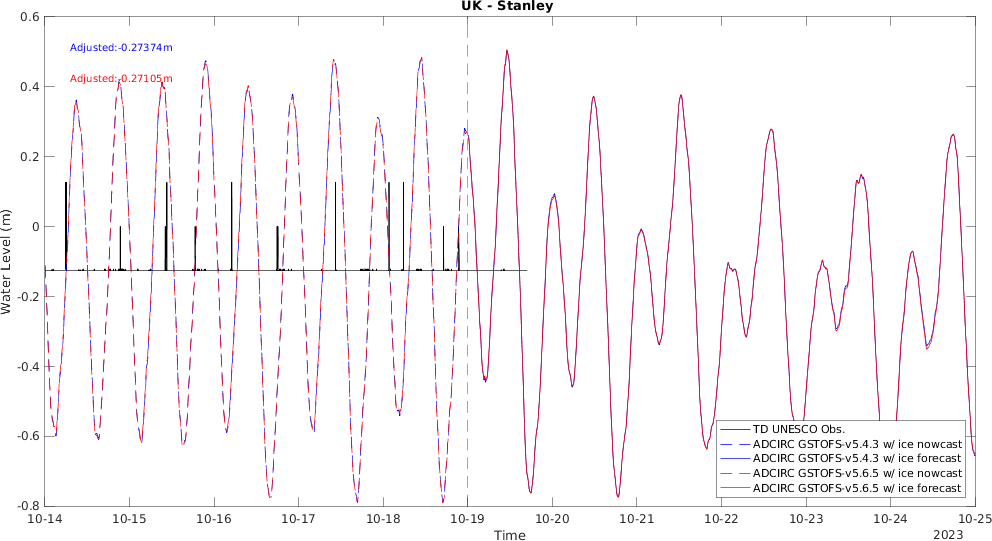 UK - Stanley
0.6
0.4
0.2
0
-0.2
-0.4
-0.6
-0.8
Water Level (m)
Adjusted:-0.27374m
Adjusted:-0.27105m
TD UNESCO Obs.
ADCIRC GSTOFS-v5.4.3 w/ ice nowcast
ADCIRC GSTOFS-v5.4.3 w/ ice forecast
ADCIRC GSTOFS-v5.6.5 w/ ice nowcast
ADCIRC GSTOFS-v5.6.5 w/ ice forecast
10-14 10-15 10-16 10-17 10-18 10-19 10-20 10-21 10-22 10-23 10-24 10-25
Time
2023